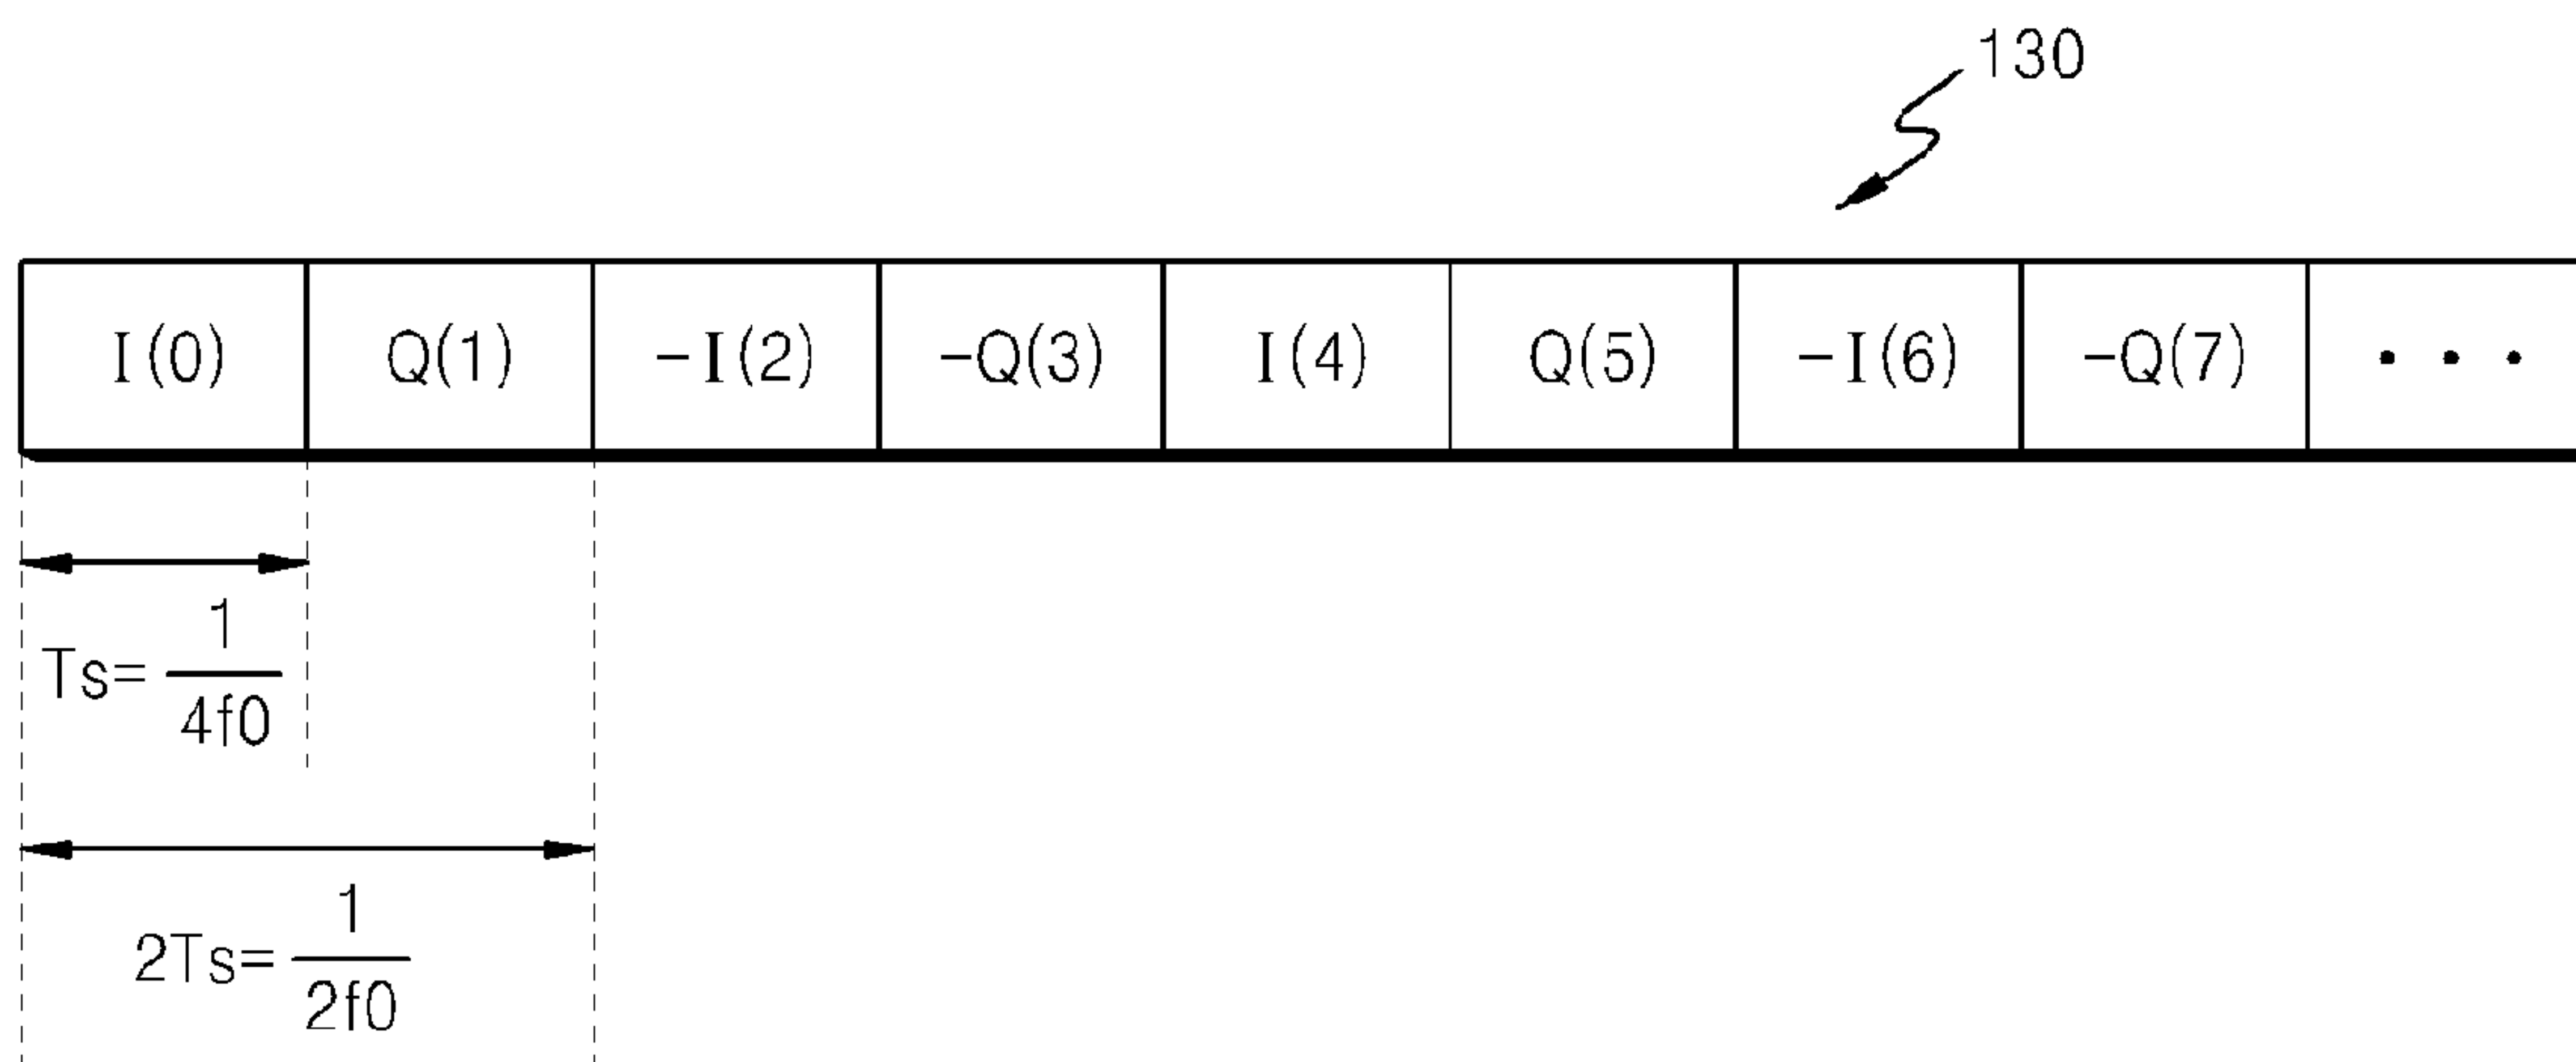 130
I(0) Q(1) -I(2) -Q(3) I(4) Q(5) -I(6) -Q(7) • • •
Ts= 1/4f0
2Ts= 1/2f0